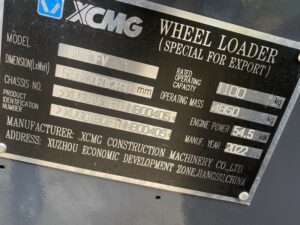 XCMG
WHEEL LOADER
(SPECIAL FOR EXPORT)
MODEL
DIMENSION(LxWxH) mm
RATED OPERATING CAPACITY 1100 kg
CHASSIS NO.
OPERATING MASS kg
PRODUCT IDENTIFICATION NUMBER
ENGINE POWER 54.5 kW
MANUF. YEAR 2022
MANUFACTURER :XCMG CONSTRUCTION MACHINERY CO.,LTD.
ADDRESS: XUZHOU ECONOMIC DEVELOPMENT ZONE,JIANGSU,CHINA